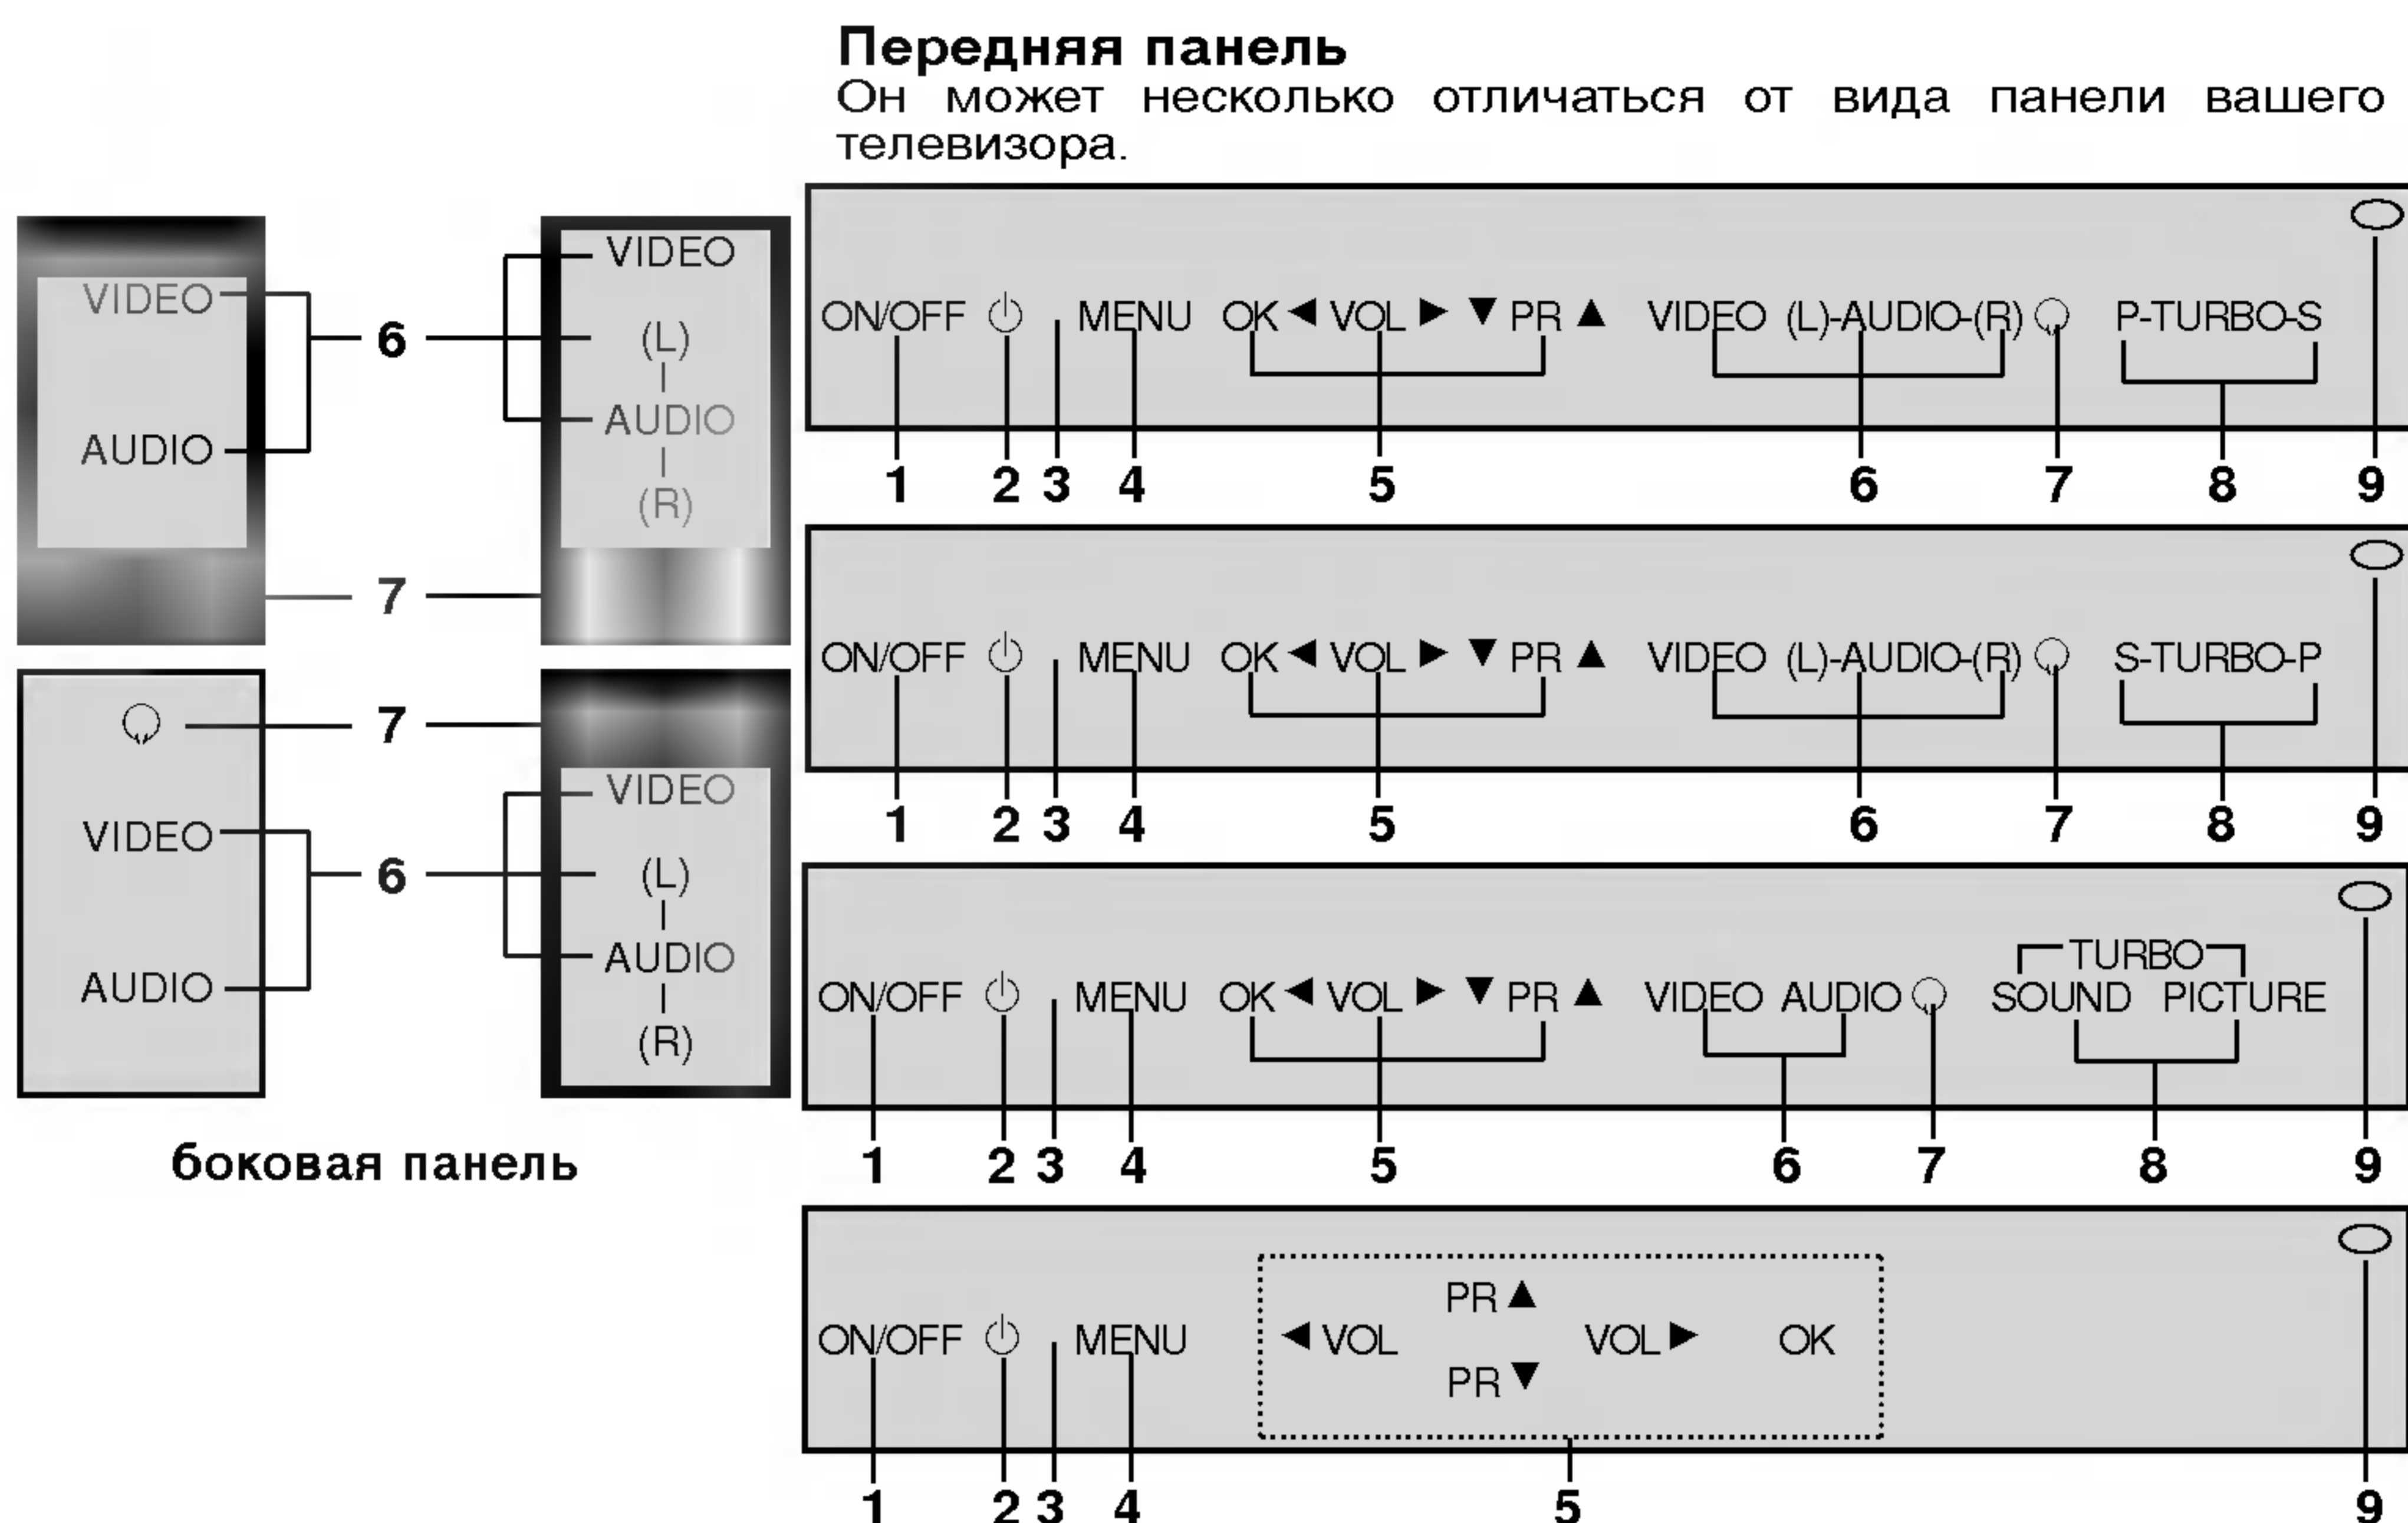 Передняя панель
Он может несколько отличаться от вида панели вашего
телевизора.
VIDEO
AUDIO
6
VIDEO
(L)
AUDIO
(R)
7
7
VIDEO
AUDIO
6
VIDEO
(L)
AUDIO
(R)
боковая панель
ON/OFF MENU OK ◀ VOL ▶ ▼ PR ▲ VIDEO (L)-AUDIO-(R) P-TURBO-S
1 2 3 4 5 6 7 8 9
ON/OFF MENU OK ◀ VOL ▶ ▼ PR ▲ VIDEO (L)-AUDIO-(R) S-TURBO-P
1 2 3 4 5 6 7 8 9
TURBO
ON/OFF MENU OK ◀ VOL ▶ ▼ PR ▲ VIDEO AUDIO SOUND PICTURE
1 2 3 4 5 6 7 8 9
PR ▲
ON/OFF MENU ◀ VOL VOL ▶ OK
PR ▼
1 2 3 4 5 9